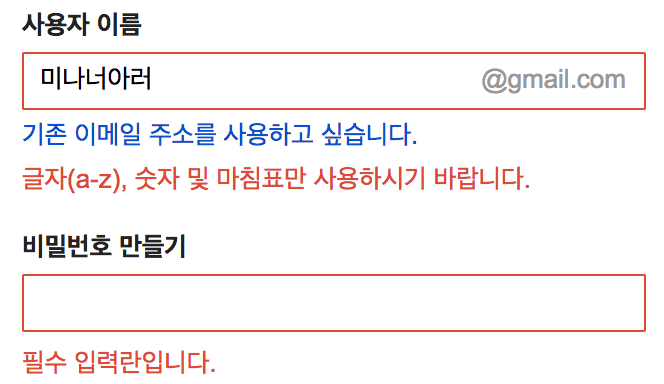 사용자 이름
미나너아러 @gmail.com
기존 이메일 주소를 사용하고 싶습니다.
글자(a-z), 숫자 및 마침표만 사용하시기 바랍니다.
비밀번호 만들기
필수 입력란입니다.